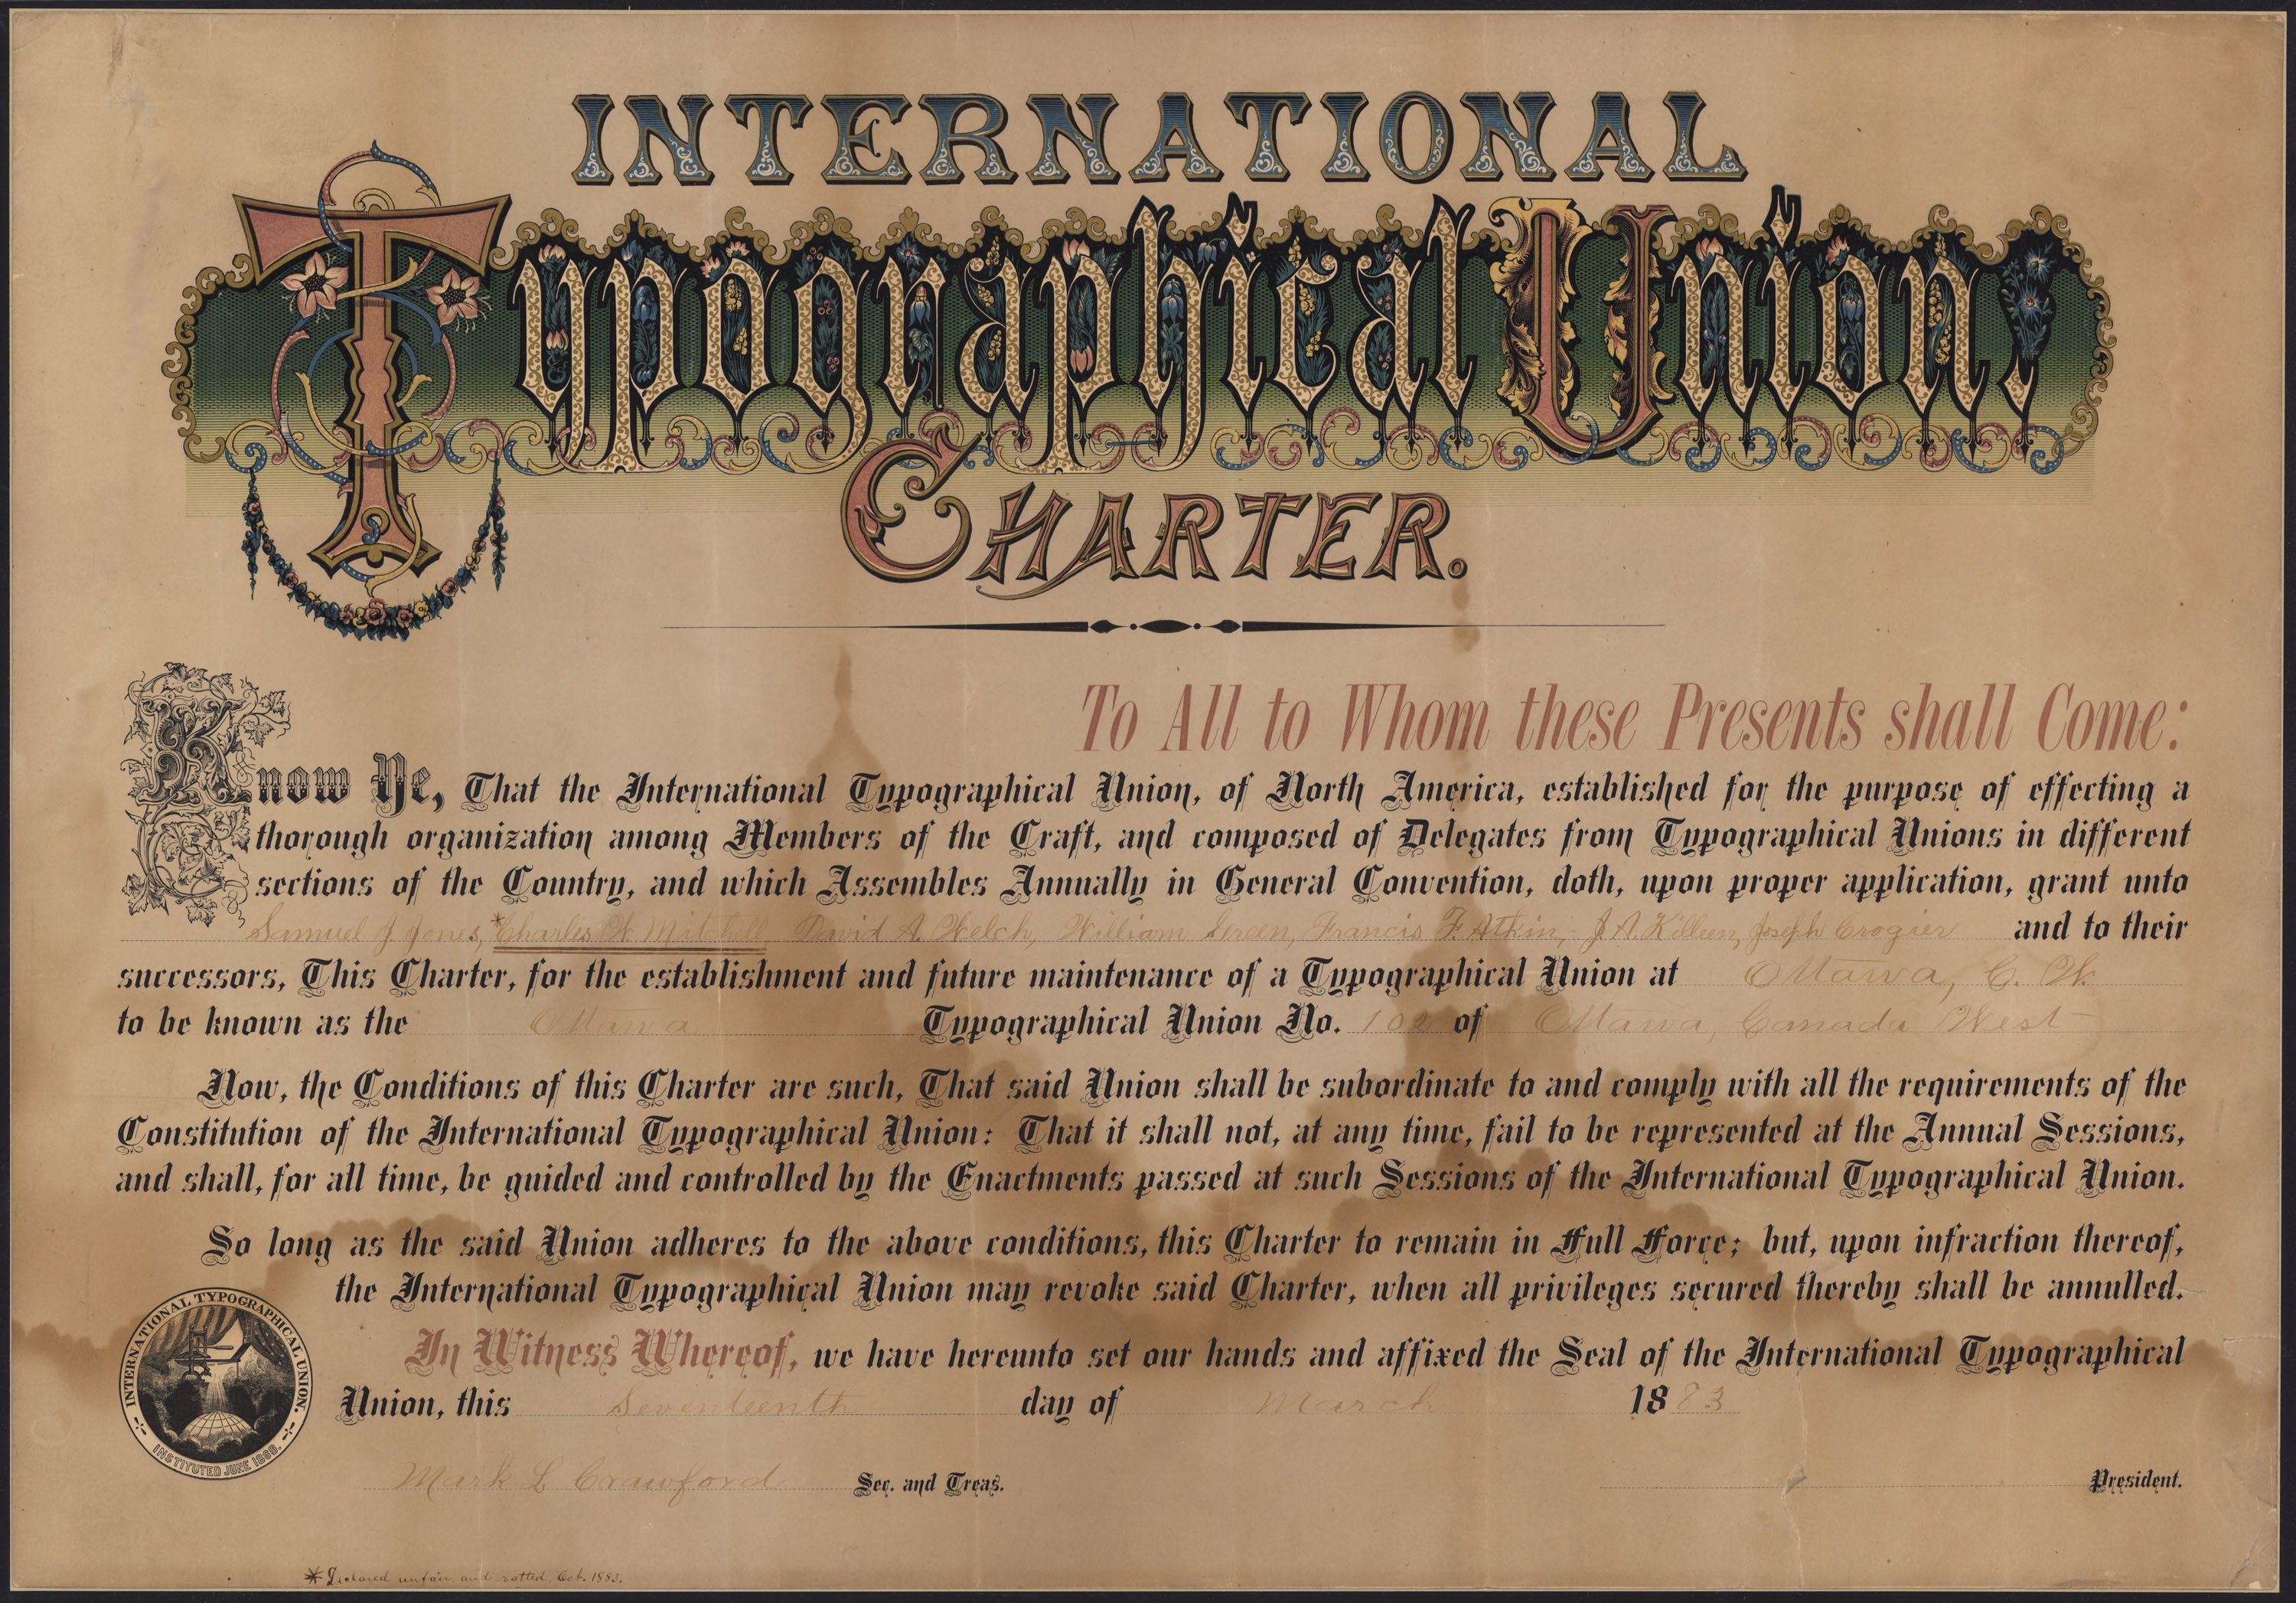 INTERNATIONAL
Typographical Union
CHARTER.
To All to Whom these Presents shall Come:
Know Ye, That the International Typographical Union, of North America, established for the purpose of effecting a
thorough organization among Members of the Craft, and composed of Delegates from Typographical Unions in different
sections of the Country, and which Assembles Annually in General Convention, doth, upon proper application, grant unto
Samuel J Jones, *Charles W. Mitchell David A. Welch, William Green, Francis F. Atkin, J. A. Killeen, Joseph Crogier and to their
successors, This Charter, for the establishment and future maintenance of a Typographical Union at Ottawa, C. W.
to be known as the Ottawa Typographical Union No. 102 of Ottawa, Canada West
Now, the Conditions of this Charter are such, That said Union shall be subordinate to and comply with all the requirements of the
Constitution of the International Typographical Union: That it shall not, at any time, fail to be represented at the Annual Sessions,
and shall, for all time, be guided and controlled by the Enactments passed at such Sessions of the International Typographical Union.
So long as the said Union adheres to the above conditions, this Charter to remain in Full Force; but, upon infraction thereof,
the International Typographical Union may revoke said Charter, when all privileges secured thereby shall be annulled.
In Witness Whereof, we have hereunto set our hands and affixed the Seal of the International Typographical
Union, this Seventeenth day of March 1883
INTERNATIONAL TYPOGRAPHICAL UNION.
INSTITUTED JUNE 1869.
Mark L Crawford Sec. and Treas. President.
* Declared unfair and ratted, Oct. 1883.